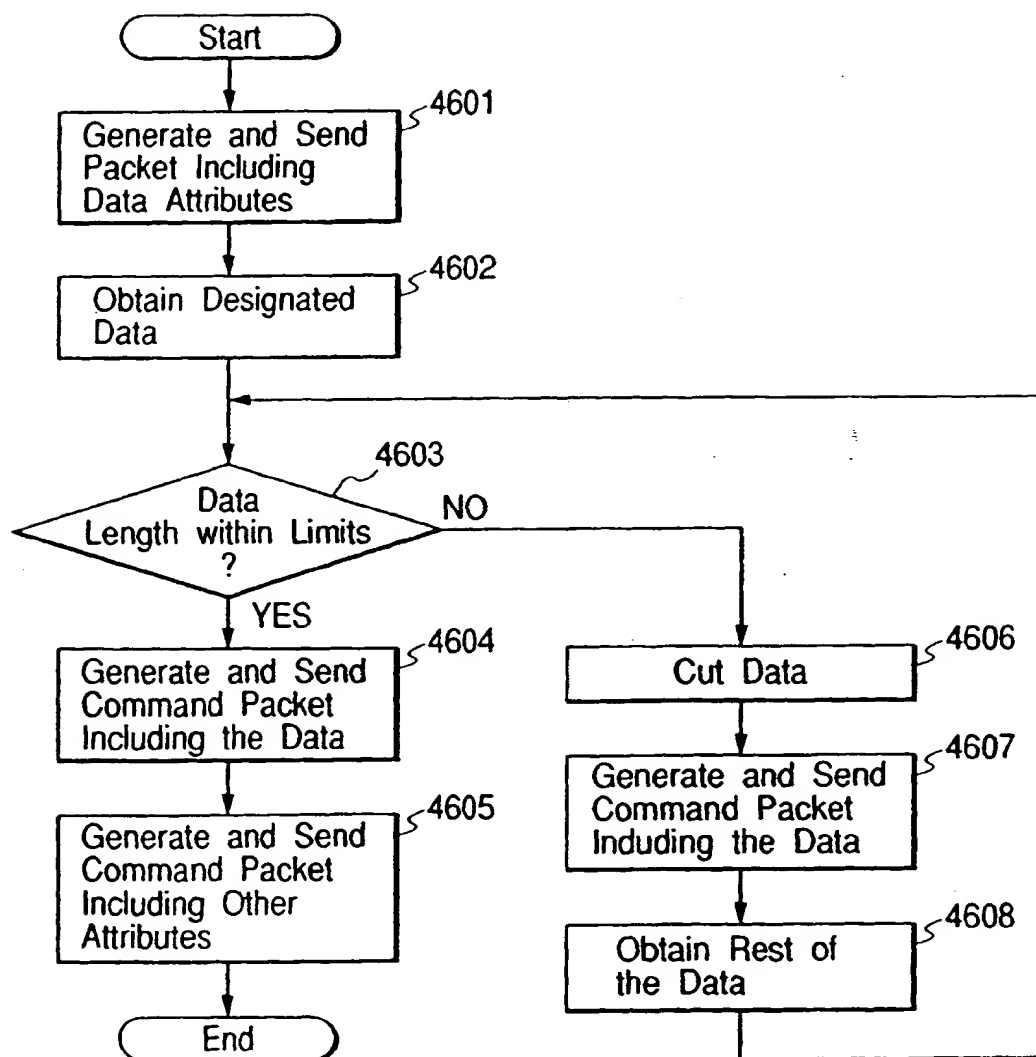 Start
4601
Generate and Send
Packet Including
Data Attributes
4602
Obtain Designated
Data
4603
Data
Length within Limits
?
NO
YES
4604
Generate and Send
Command Packet
Including the Data
4605
Generate and Send
Command Packet
Including Other
Attributes
End
4606
Cut Data
4607
Generate and Send
Command Packet
Induding the Data
4608
Obtain Rest of
the Data